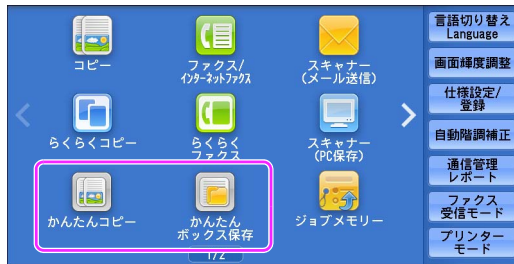 コピー
ファクス/
インターネットファクス
スキャナー
(メール送信)
らくらくコピー
らくらく
ファクス
スキャナー
(PC保存)
かんたんコピー
かんたん
ボックス保存
ジョブメモリー
1/2
言語切り替え
Language
画面輝度調整
仕様設定/
登録
自動階調補正
通信管理
レポート
ファクス
受信モード
プリンター
モード